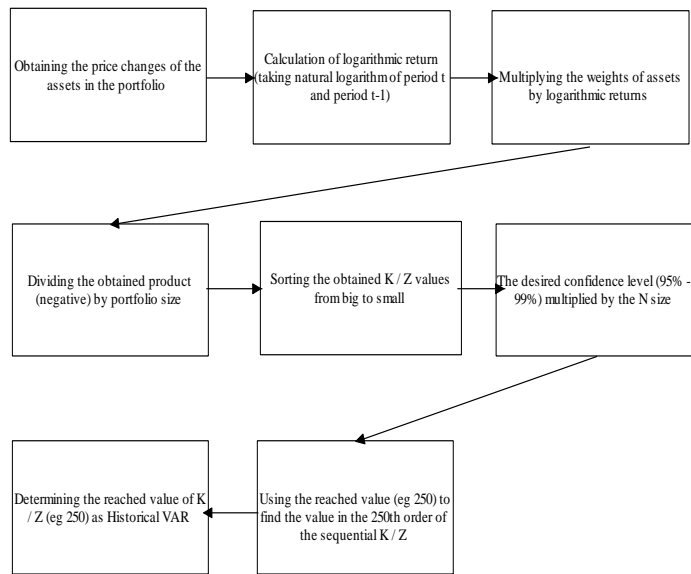 Obtaining the price changes of the
assets in the portfolio
Calculation of logarithmic return
(taking natural logarithm of period t
and period t-1)
Multiplying the weights of assets
by logarithmic returns
Dividing the obtained product
(negative) by portfolio size
Sorting the obtained K / Z values
from big to small
The desired confidence level (95% -
99%) multiplied by the N size
Determining the reached value of K
/ Z (eg 250) as Historical VAR
Using the reached value (eg 250) to
find the value in the 250th order of
the sequential K / Z